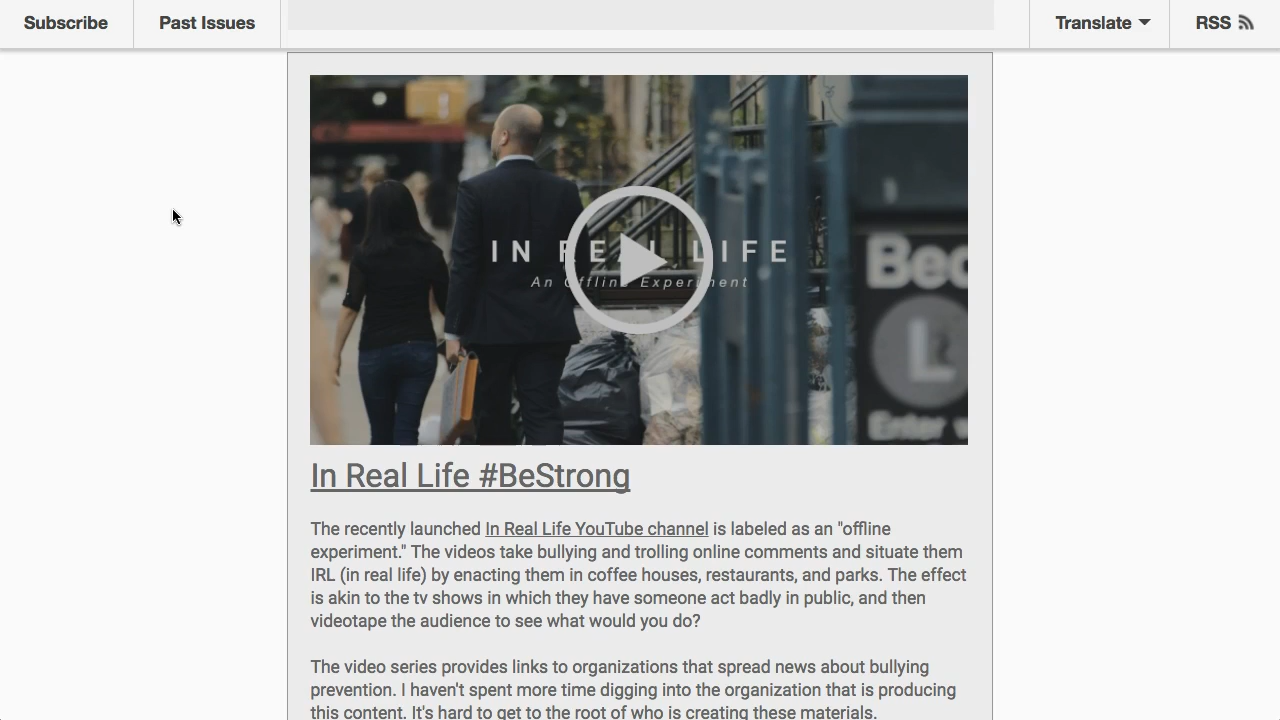 Subscribe
Past Issues
Translate
RSS
IN REAL LIFE
An Offline Experiment
Bec
L
Enter
In Real Life #BeStrong
The recently launched In Real Life YouTube channel is labeled as an "offline
experiment." The videos take bullying and trolling online comments and situate them
IRL (in real life) by enacting them in coffee houses, restaurants, and parks. The effect
is akin to the tv shows in which they have someone act badly in public, and then
videotape the audience to see what would you do?
The video series provides links to organizations that spread news about bullying
prevention. I haven't spent more time digging into the organization that is producing
this content. It's hard to get to the root of who is creating these materials.